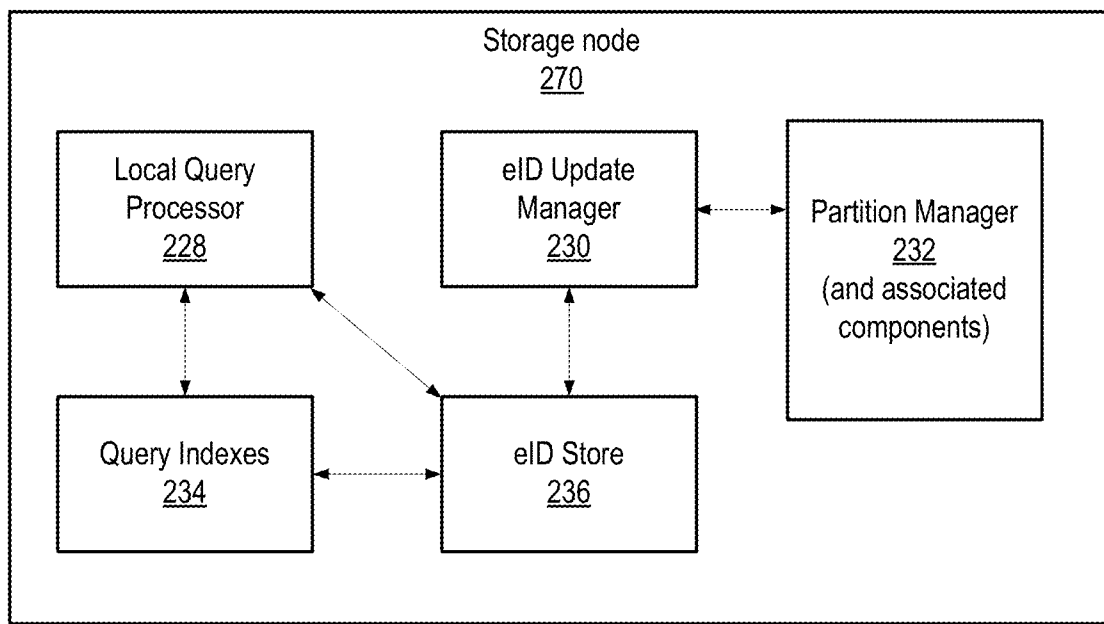 Storage node
270
Local Query
Processor
228
eID Update
Manager
230
Partition Manager
232
(and associated
components)
Query Indexes
234
eID Store
236